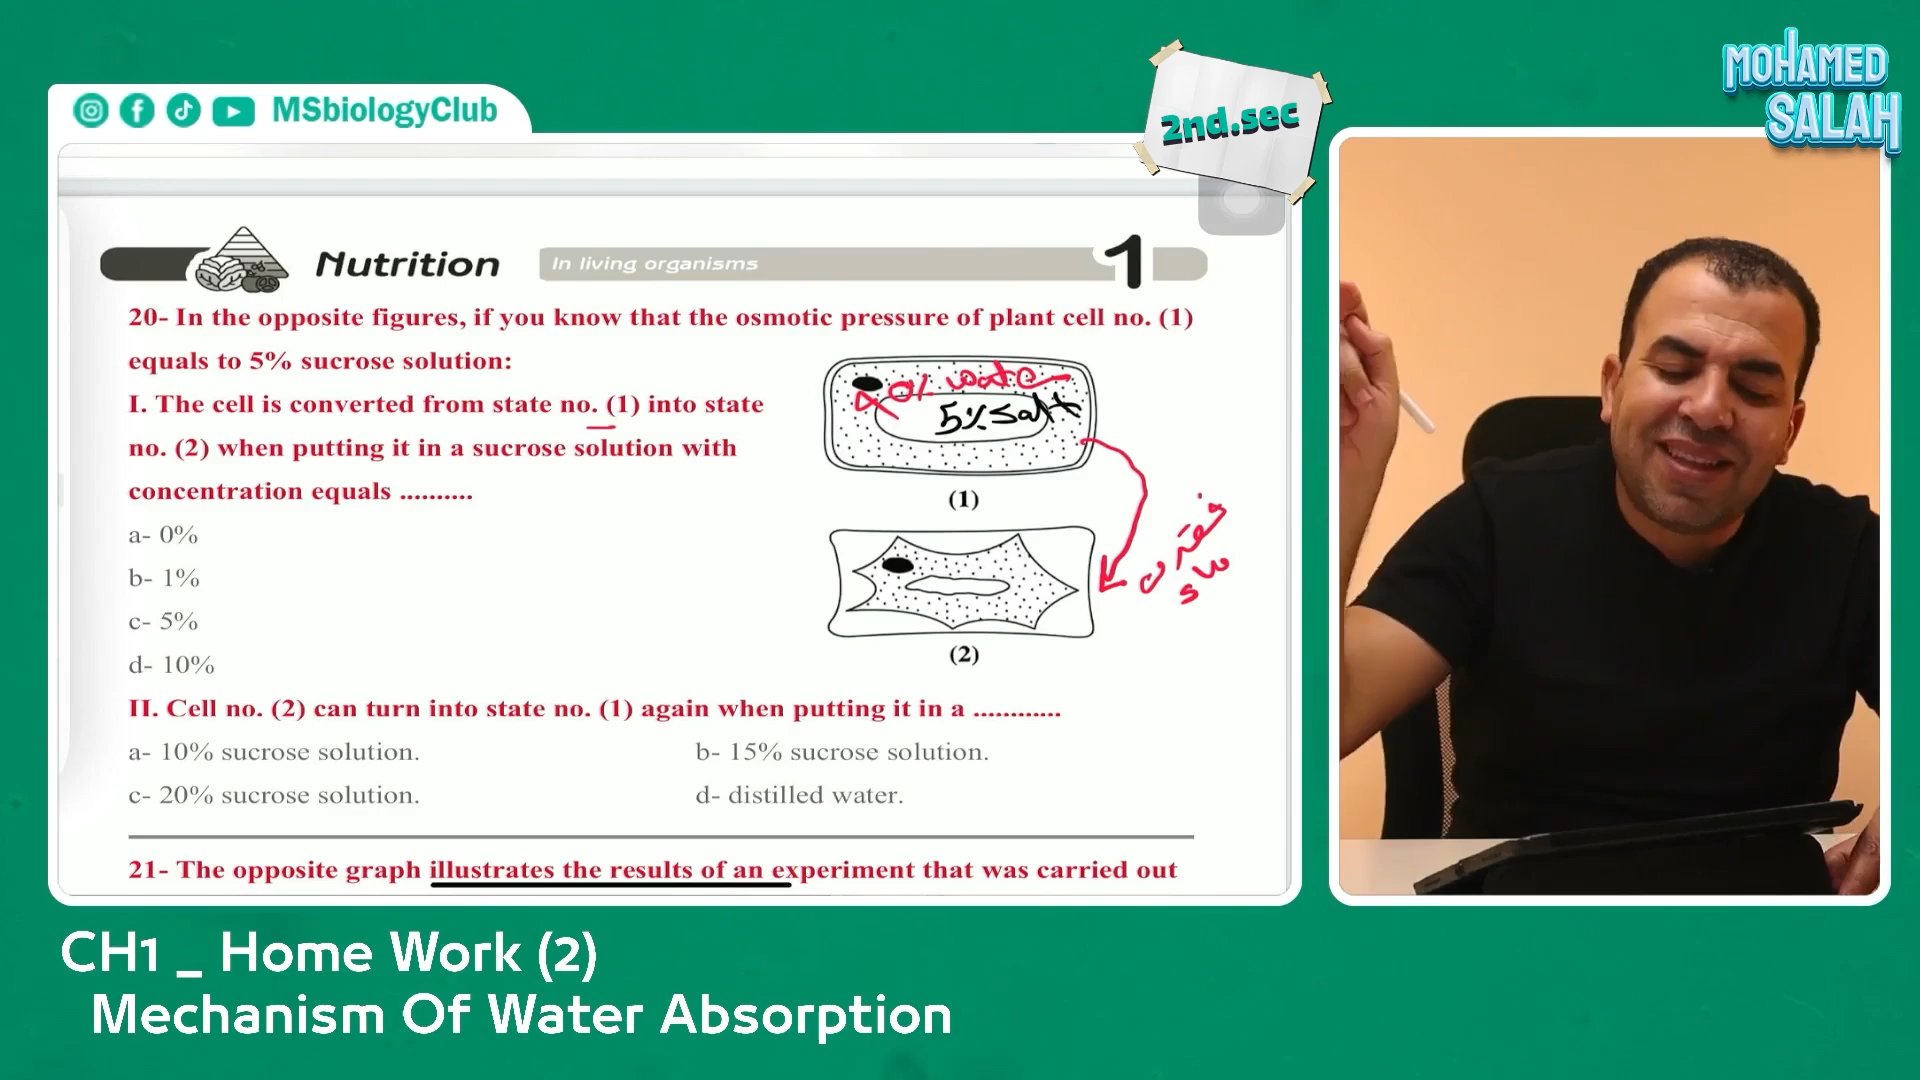 MOHAMED
SALAH
MSbiologyClub
2nd.sec
Nutrition
In living organisms
1
20- In the opposite figures, if you know that the osmotic pressure of plant cell no. (1)
equals to 5% sucrose solution:
I. The cell is converted from state no. (1) into state
no. (2) when putting it in a sucrose solution with
concentration equals ..........
a- 0%
b- 1%
c- 5%
d- 10%
0% water
5% Salt
(1)
(2)
II. Cell no. (2) can turn into state no. (1) again when putting it in a ............
a- 10% sucrose solution.
b- 15% sucrose solution.
c- 20% sucrose solution.
d- distilled water.
21- The opposite graph illustrates the results of an experiment that was carried out
CH1 _ Home Work (2)
Mechanism Of Water Absorption